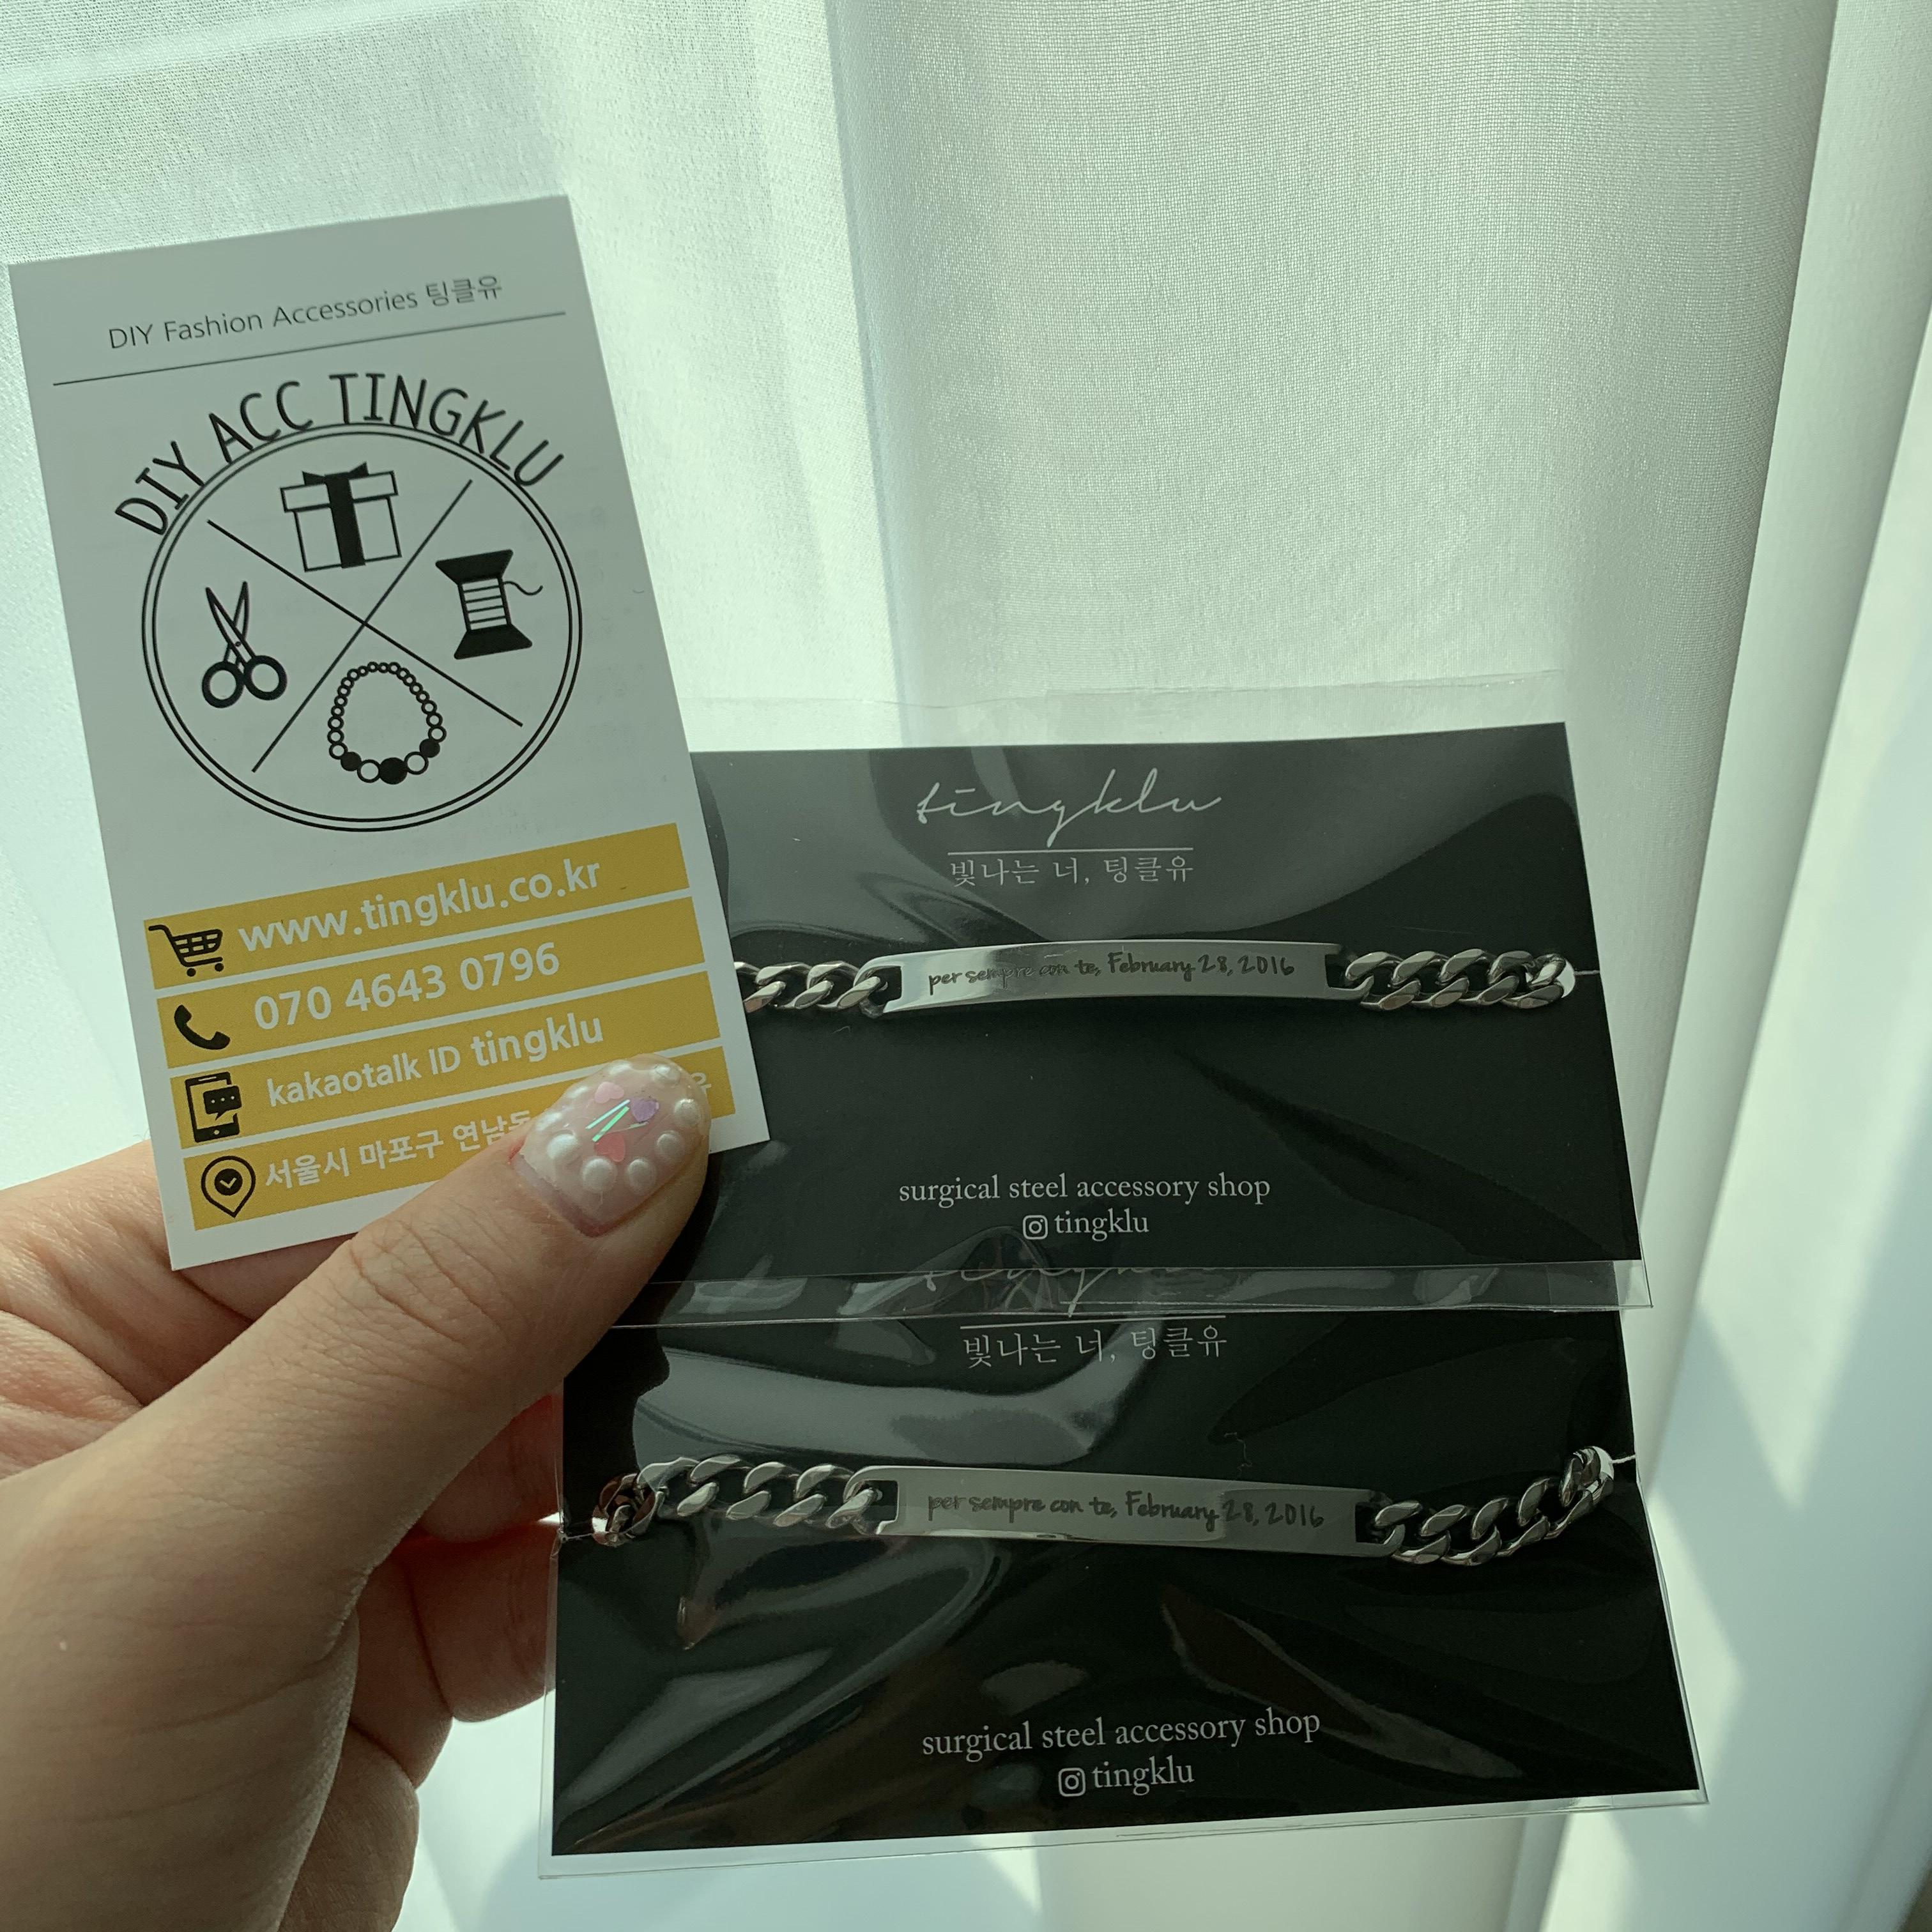 DIY Fashion Accessories 팅클유
DIY ACC TINGKLU
www.tingklu.co.kr
070 4643 0796
kakaotalk ID tingklu
서울시 마포구 연남동
tingklu
빛나는 너, 팅클유
per sempre con te, February 28, 2016
surgical steel accessory shop
tingklu
빛나는 너, 팅클유
per sempre con te, February 28, 2016
surgical steel accessory shop
tingklu